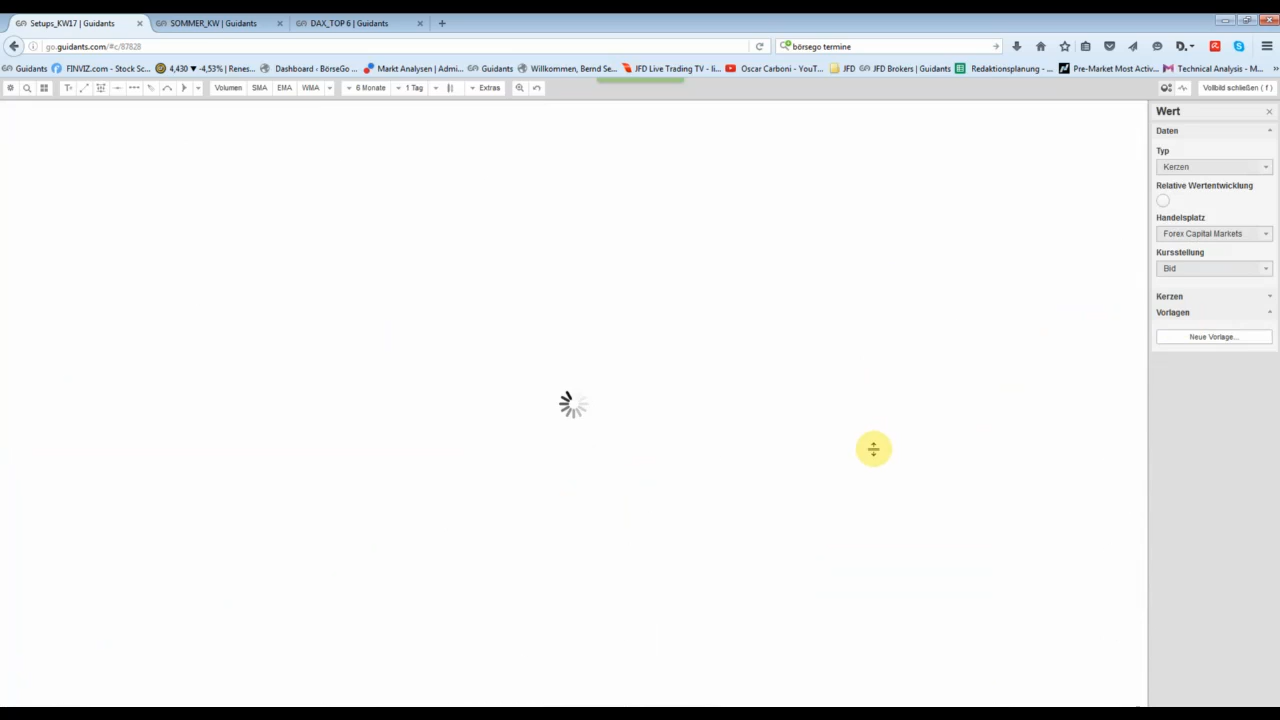 Setups_KW17 | Guidants
SOMMER_KW | Guidants
DAX_TOP 6 | Guidants
go.guidants.com/#c/87828
börsego termine
Guidants
FINVIZ.com - Stock Sc...
4,430 ▼ -4,53% | Renes...
Dashboard - BörseGo ...
Markt Analysen | Admi...
Guidants
Willkommen, Bernd Se...
JFD Live Trading TV - li...
Oscar Carboni - YouT...
JFD
JFD Brokers | Guidants
Redaktionsplanung - ...
Pre-Market Most Activ...
Technical Analysis - M...
Volumen
SMA
EMA
WMA
6 Monate
1 Tag
Extras
Vollbild schließen ( f )
Wert
Daten
Typ
Kerzen
Relative Wertentwicklung
Handelsplatz
Forex Capital Markets
Kursstellung
Bid
Kerzen
Vorlagen
Neue Vorlage...